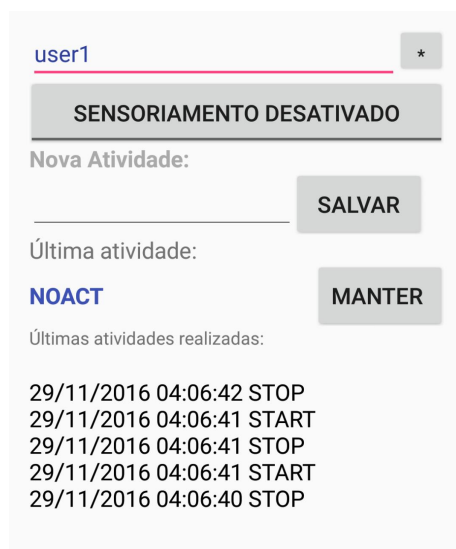 user1 *
SENSORIAMENTO DESATIVADO
Nova Atividade:
SALVAR
Última atividade:
NOACT MANTER
Últimas atividades realizadas:
29/11/2016 04:06:42 STOP
29/11/2016 04:06:41 START
29/11/2016 04:06:41 STOP
29/11/2016 04:06:41 START
29/11/2016 04:06:40 STOP